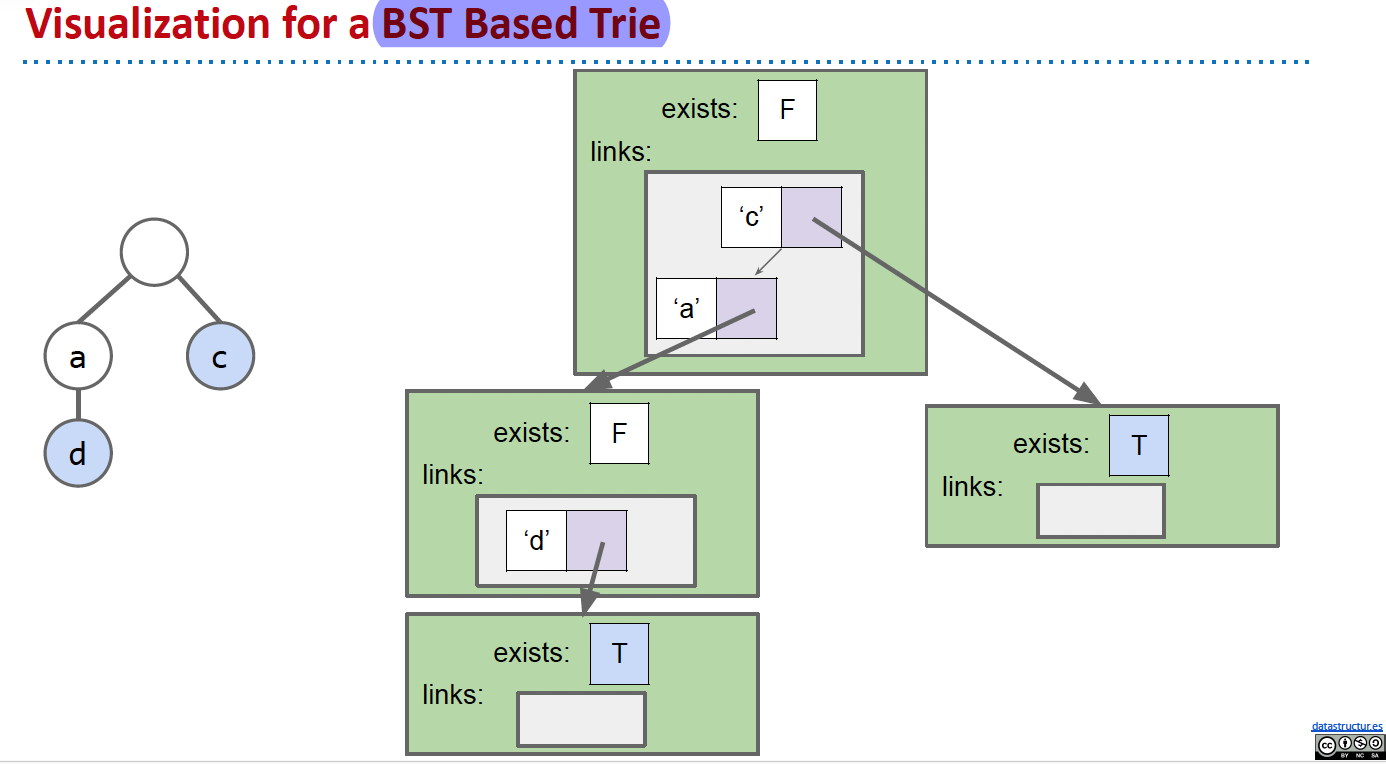 Visualization for a BST Based Trie
exists: F
links:
‘c’
‘a’
a
c
d
exists: F
links:
‘d’
exists: T
links:
exists: T
links:
datastructur.es
cc
BY NC SA